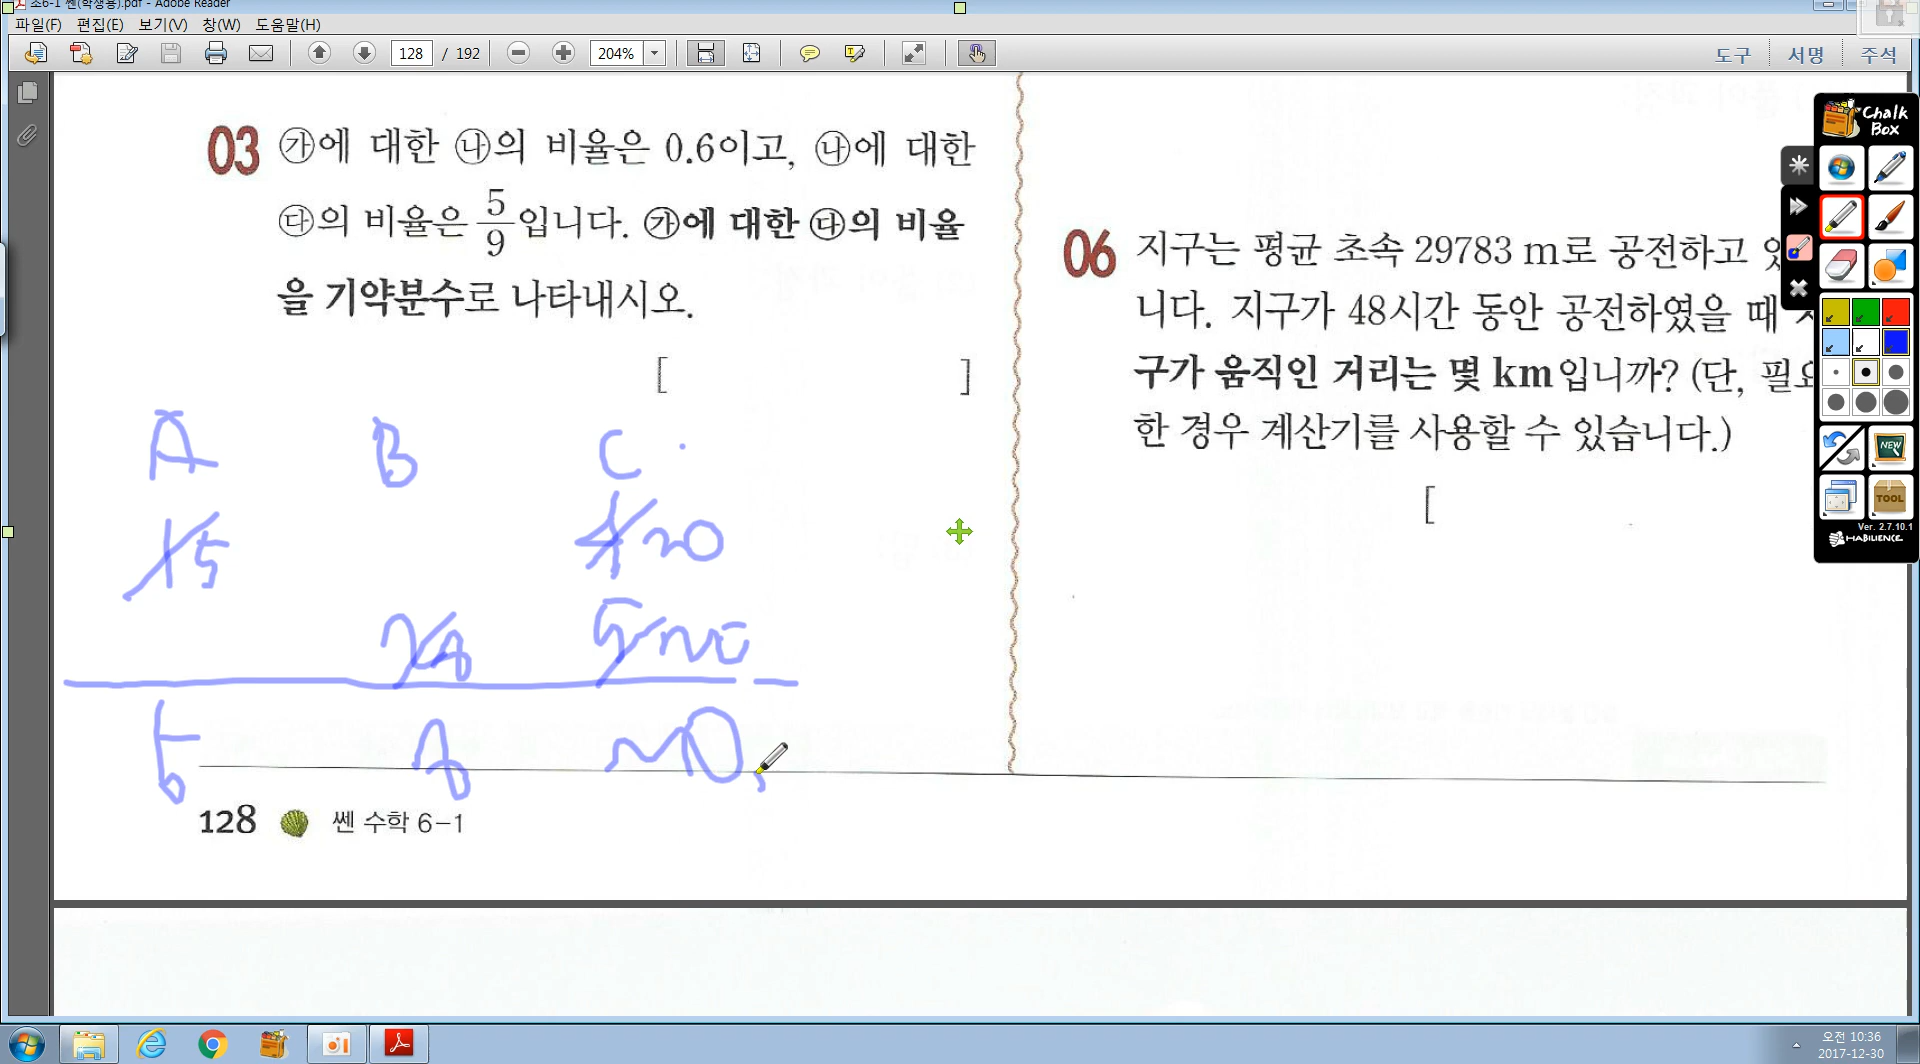 초6-1 쎈(학생용).pdf - Adobe Reader
파일(F) 편집(E) 보기(V) 창(W) 도움말(H)
128 / 192 204% 도구 서명 주석
03 ㉮에 대한 ㉯의 비율은 0.6이고, ㉯에 대한
㉰의 비율은 5/9입니다. ㉮에 대한 ㉰의 비율
을 기약분수로 나타내시오.
[ ]
A B C
128 쎈 수학 6-1
06 지구는 평균 초속 29783 m로 공전하고
니다. 지구가 48시간 동안 공전하였을 때
구가 움직인 거리는 몇 km입니까? (단, 필요
한 경우 계산기를 사용할 수 있습니다.)
[
Chalk
Box
NEW
TOOL
Ver. 2.7.10.1
HABILIENCE
오전 10:36
2017-12-30